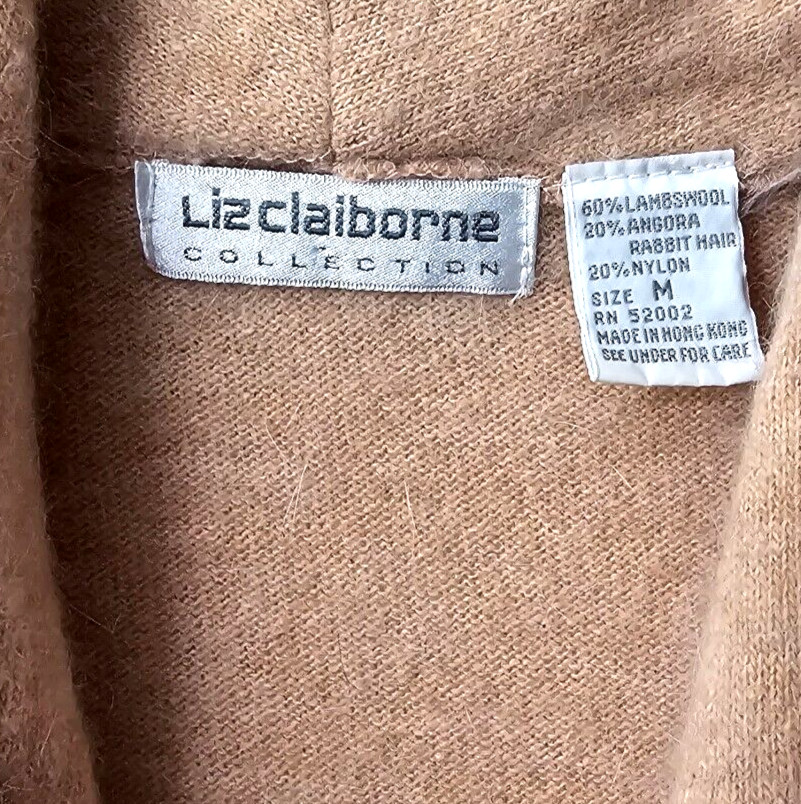 Liz claiborne
COLLECTION
60% LAMBSWOOL
20% ANGORA
RABBIT HAIR
20% NYLON
SIZE M
RN 52002
MADE IN HONG KONG
SEE UNDER FOR CARE